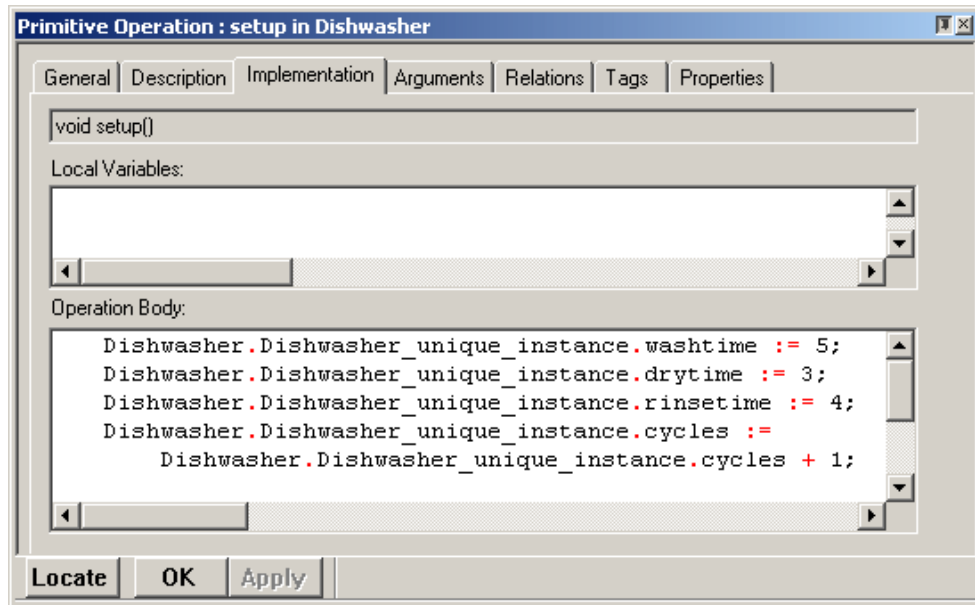 Primitive Operation : setup in Dishwasher
General Description Implementation Arguments Relations Tags Properties
void setup()
Local Variables:
Operation Body:
Dishwasher.Dishwasher_unique_instance.washtime := 5;
Dishwasher.Dishwasher_unique_instance.drytime := 3;
Dishwasher.Dishwasher_unique_instance.rinsetime := 4;
Dishwasher.Dishwasher_unique_instance.cycles :=
Dishwasher.Dishwasher_unique_instance.cycles + 1;
Locate OK Apply